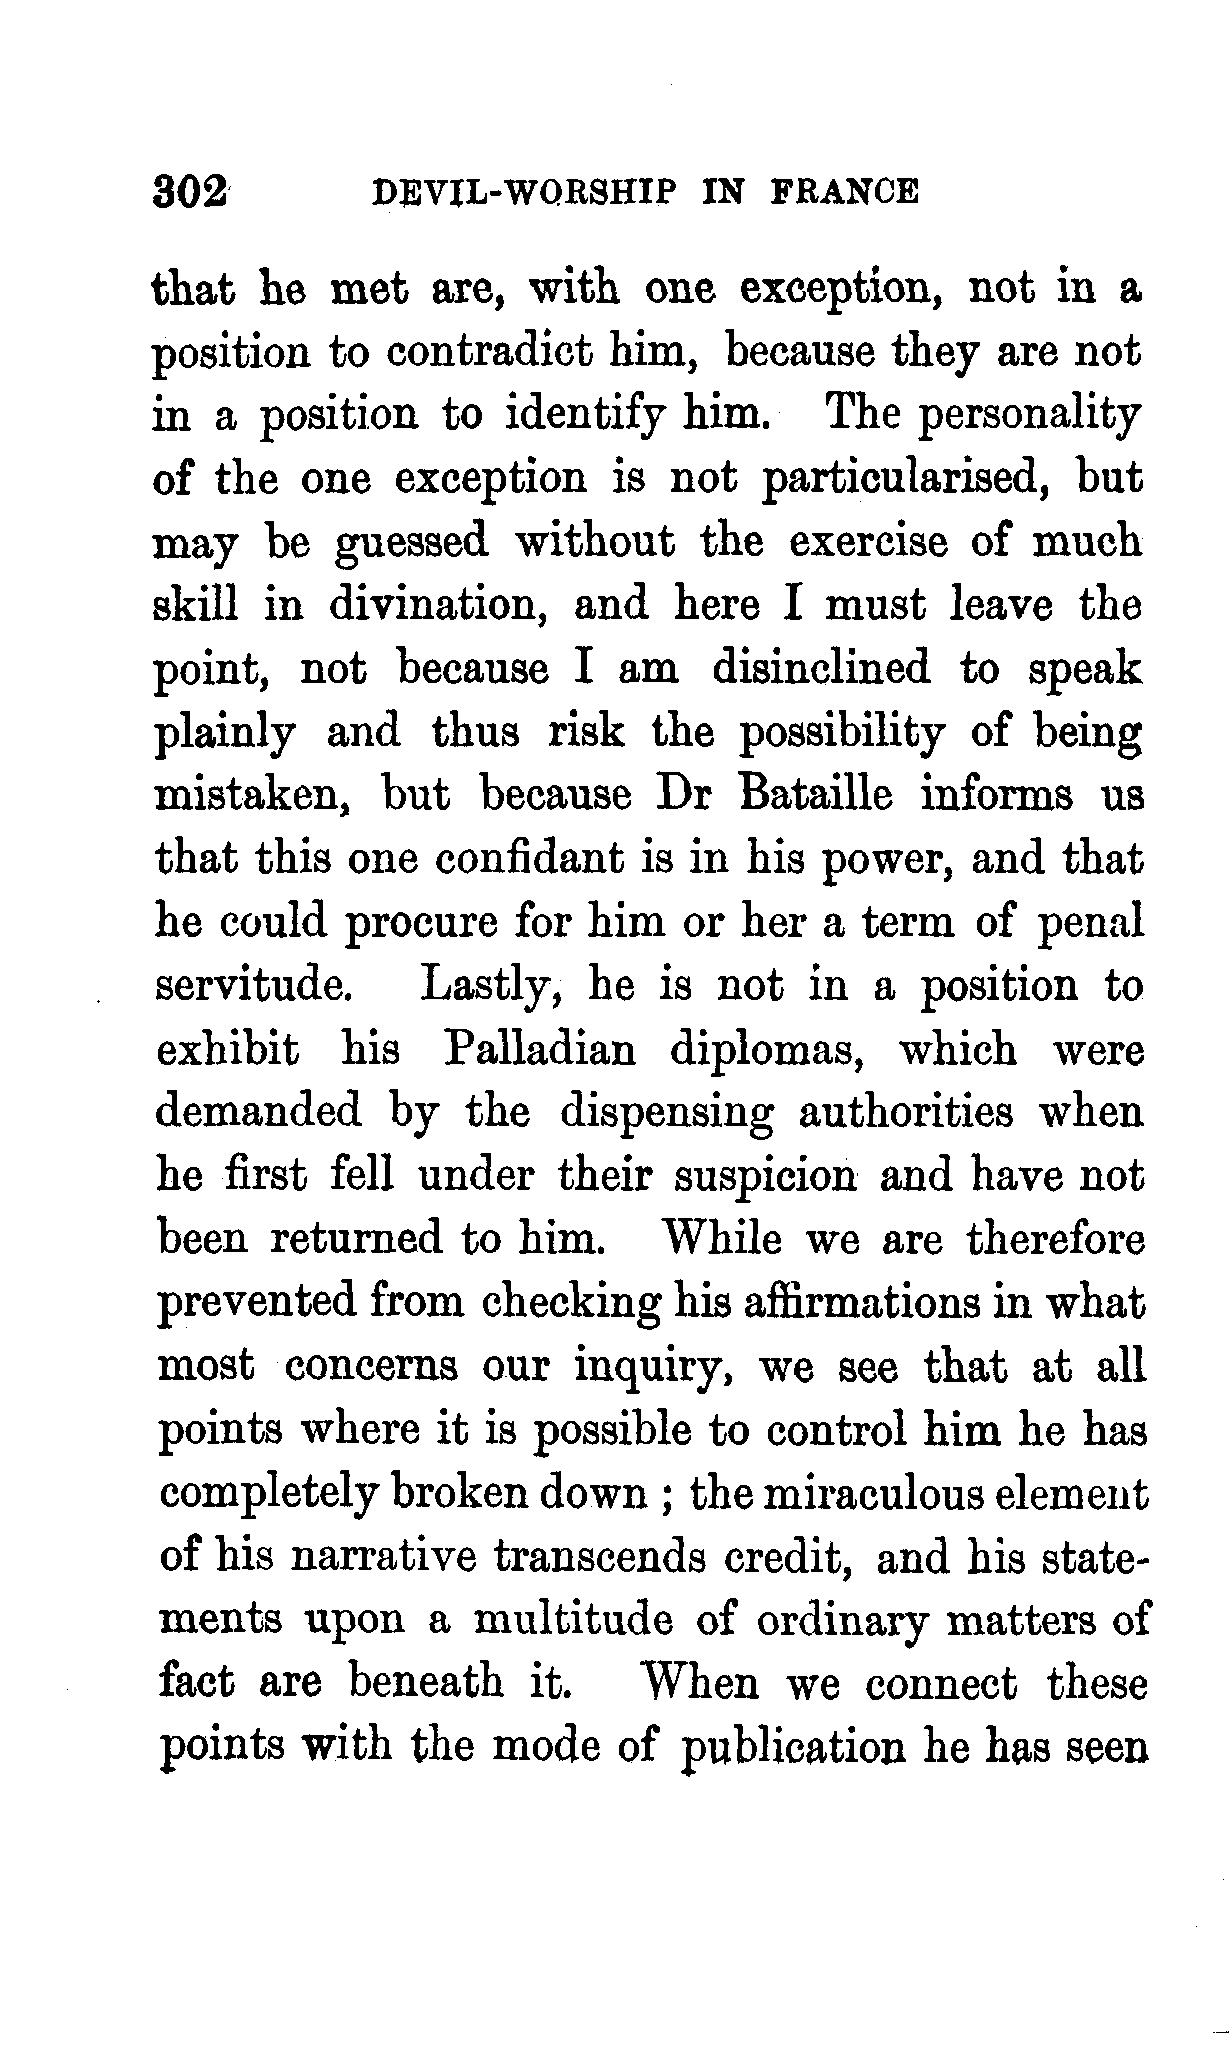 302 DEVIL-WORSHIP IN FRANCE
that he met are, with one exception, not in a
position to contradict him, because they are not
in a position to identify him. The personality
of the one exception is not particularised, but
may be guessed without the exercise of much
skill in divination, and here I must leave the
point, not because I am disinclined to speak
plainly and thus risk the possibility of being
mistaken, but because Dr Bataille informs us
that this one confidant is in his power, and that
he could procure for him or her a term of penal
servitude. Lastly, he is not in a position to
exhibit his Palladian diplomas, which were
demanded by the dispensing authorities when
he first fell under their suspicion and have not
been returned to him. While we are therefore
prevented from checking his affirmations in what
most concerns our inquiry, we see that at all
points where it is possible to control him he has
completely broken down ; the miraculous element
of his narrative transcends credit, and his state-
ments upon a multitude of ordinary matters of
fact are beneath it. When we connect these
points with the mode of publication he has seen